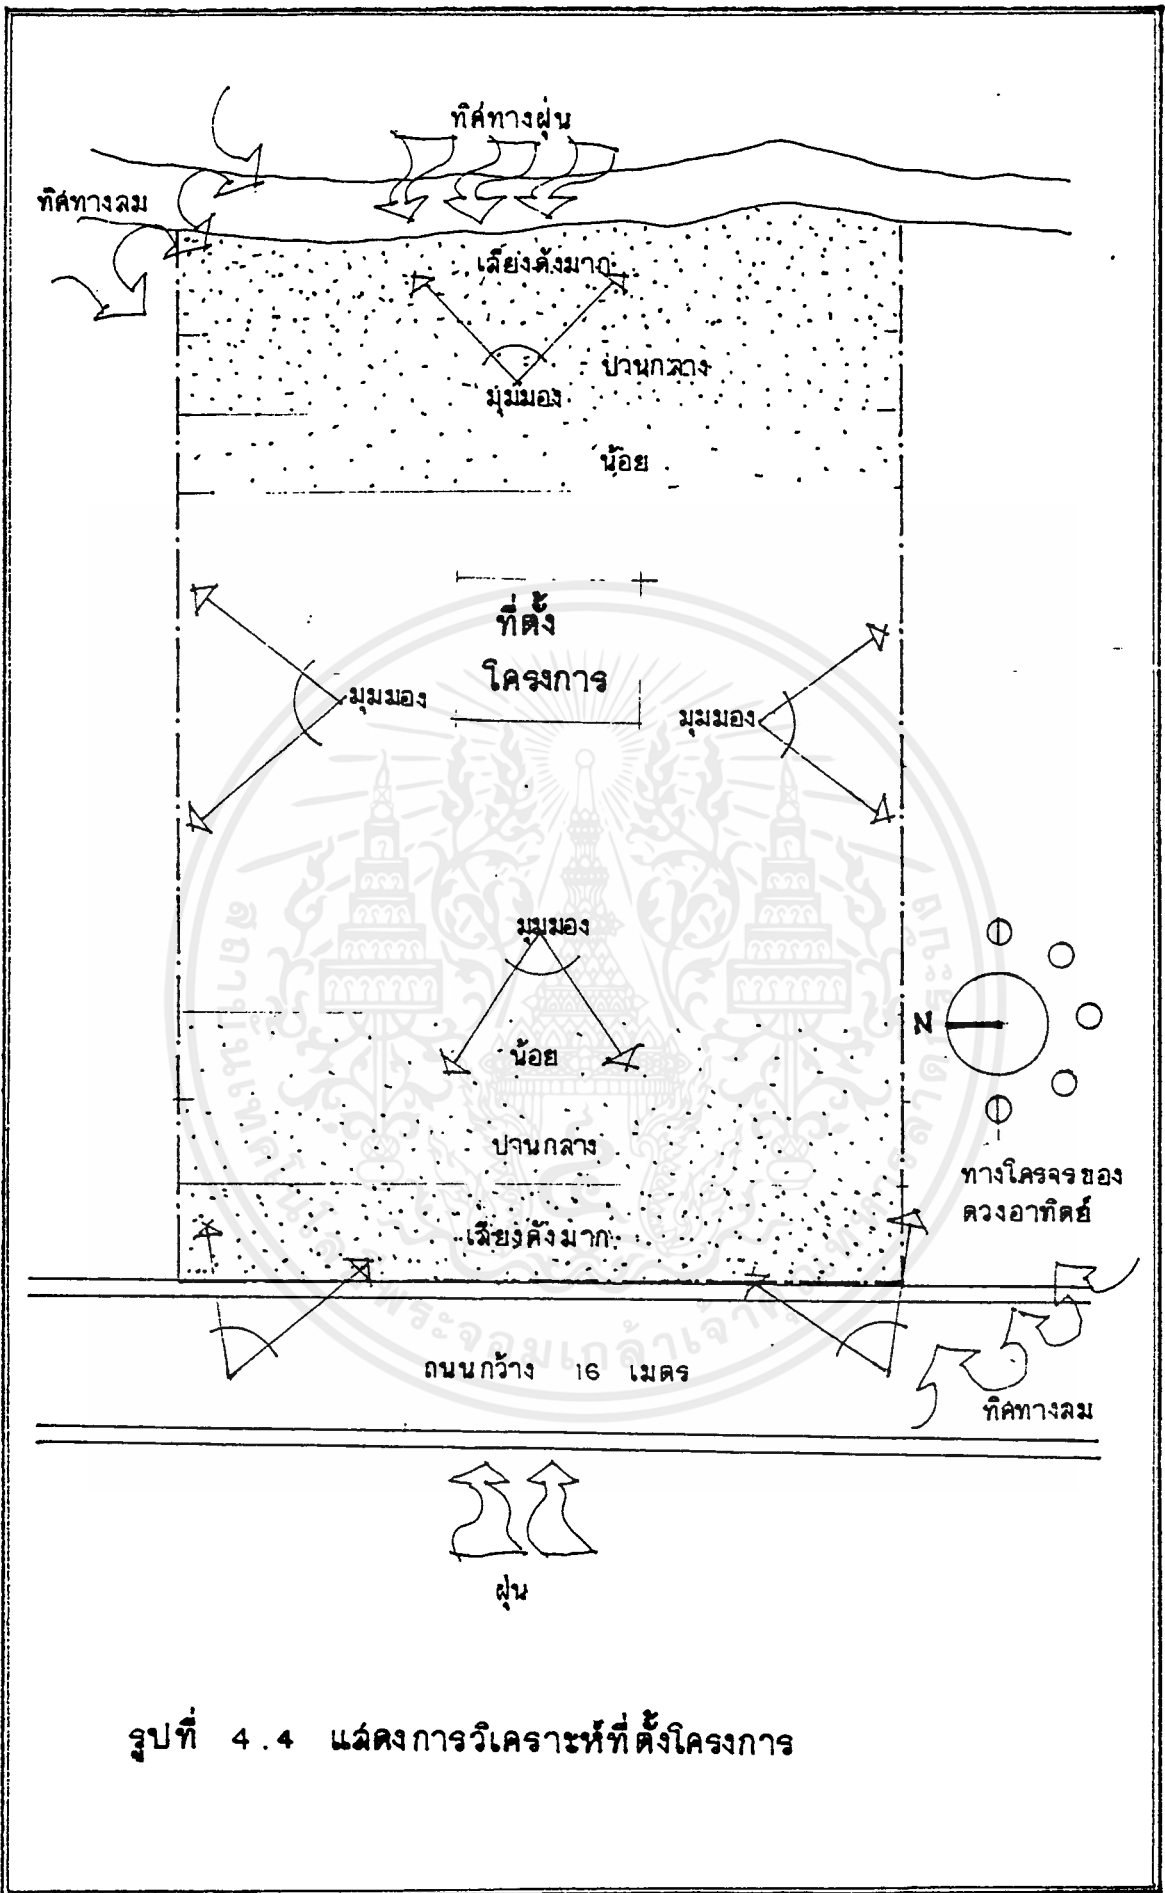 ทิศทางฝุ่น
ทิศทางลม
เสียงดังมาก
ปานกลาง
มุมมอง
น้อย
ที่ตั้ง
โครงการ
มุมมอง
มุมมอง
มุมมอง
N
น้อย
ปานกลาง
ทางโครจรของ
ดวงอาทิตย์
เสียงดังมาก
ถนนกว้าง 16 เมตร
ทิศทางลม
ฝุ่น
รูปที่ 4.4 แสดงการวิเคราะห์ที่ตั้งโครงการ